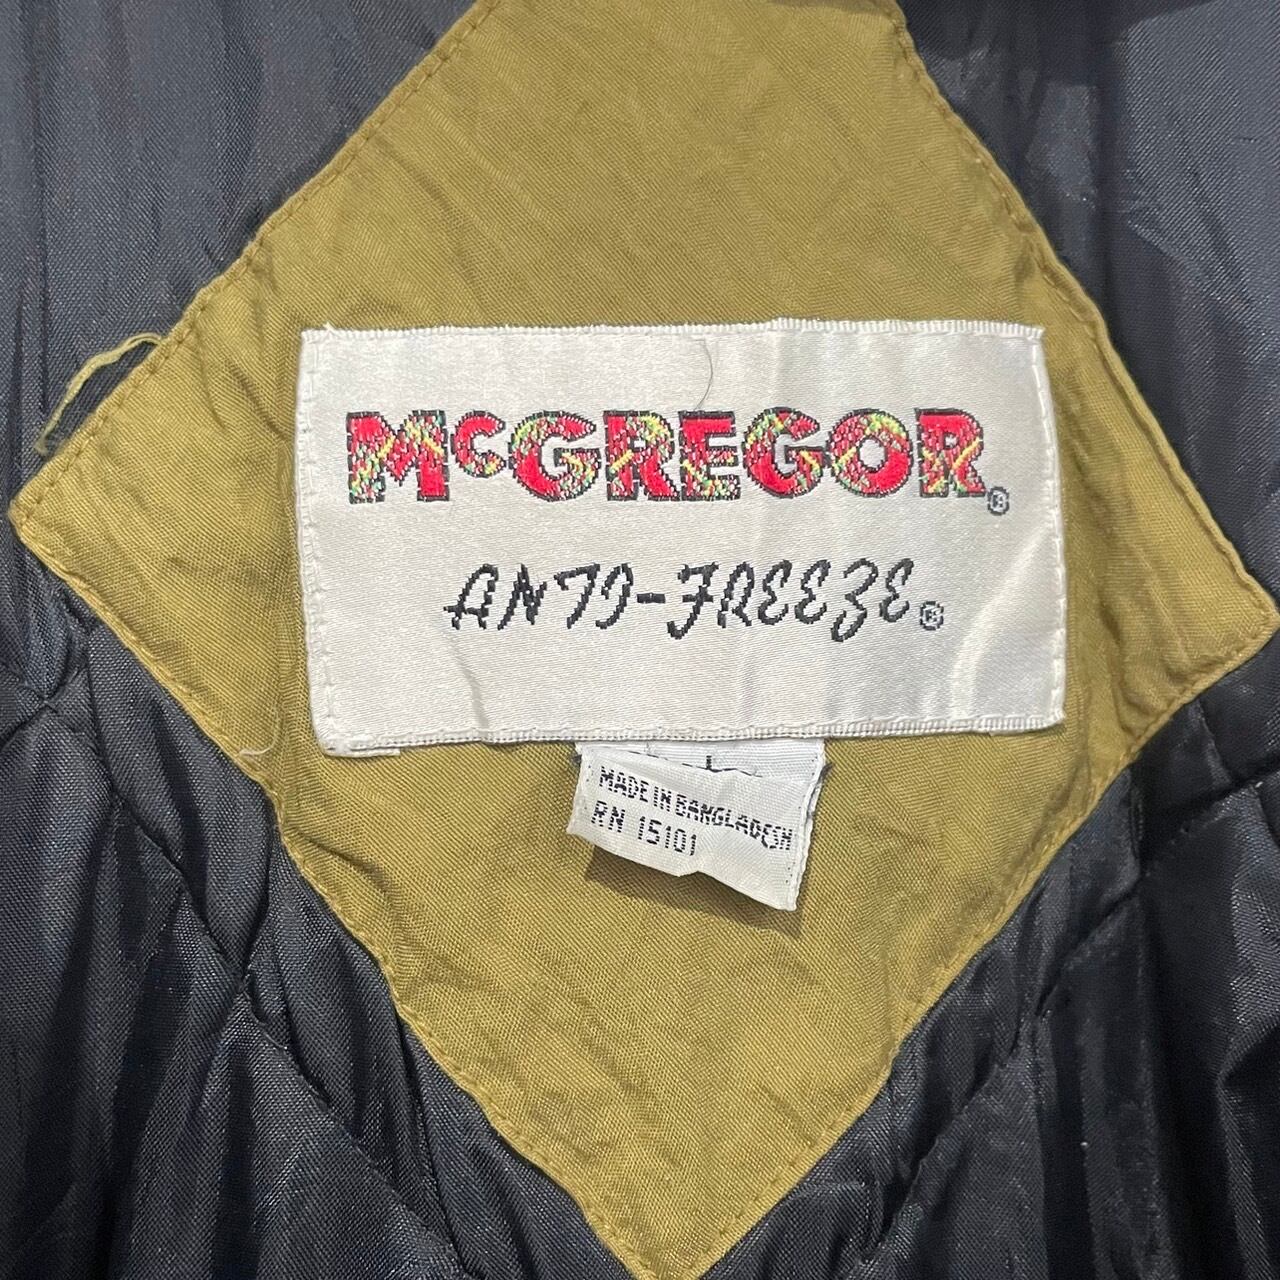 McGREGOR®
ANTI-FREEZE®
L
MADE IN BANGLADESH
RN 15101